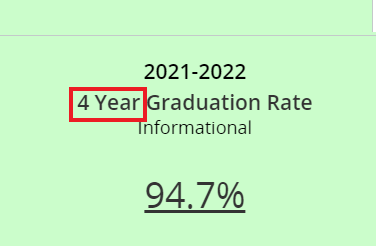 2021-2022
4 Year Graduation Rate
Informational
94.7%